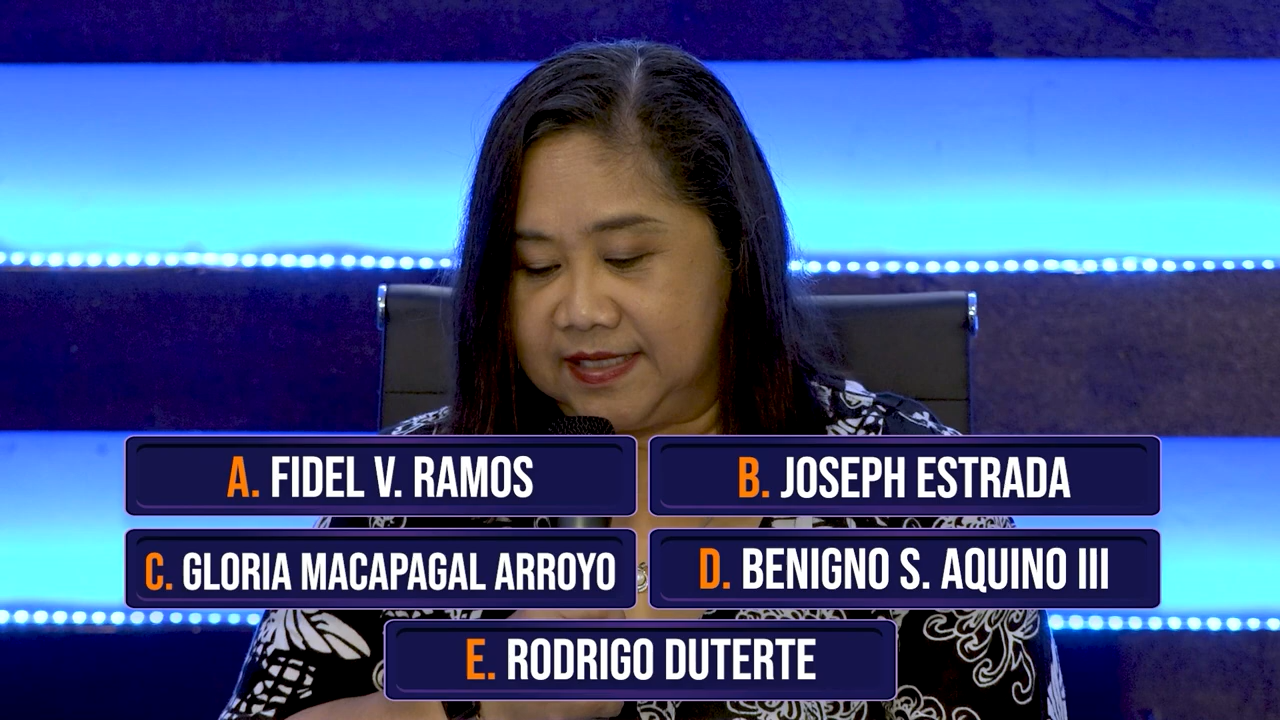 A. FIDEL V. RAMOS
B. JOSEPH ESTRADA
C. GLORIA MACAPAGAL ARROYO
D. BENIGNO S. AQUINO III
E. RODRIGO DUTERTE